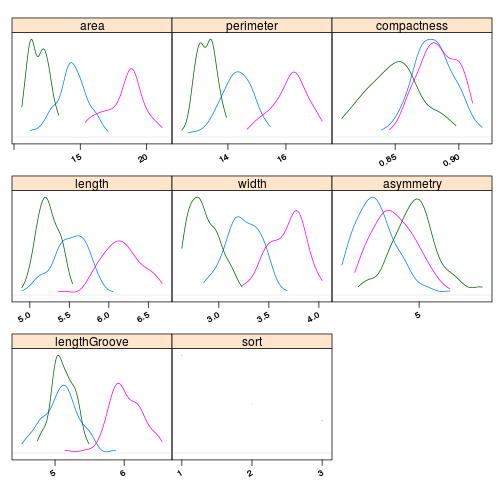 area perimeter compactness
15 20 14 16 0.85 0.90
length width asymmetry
5.0 5.5 6.0 6.5 3.0 3.5 4.0 5
lengthGroove sort
5 6 1 2 3